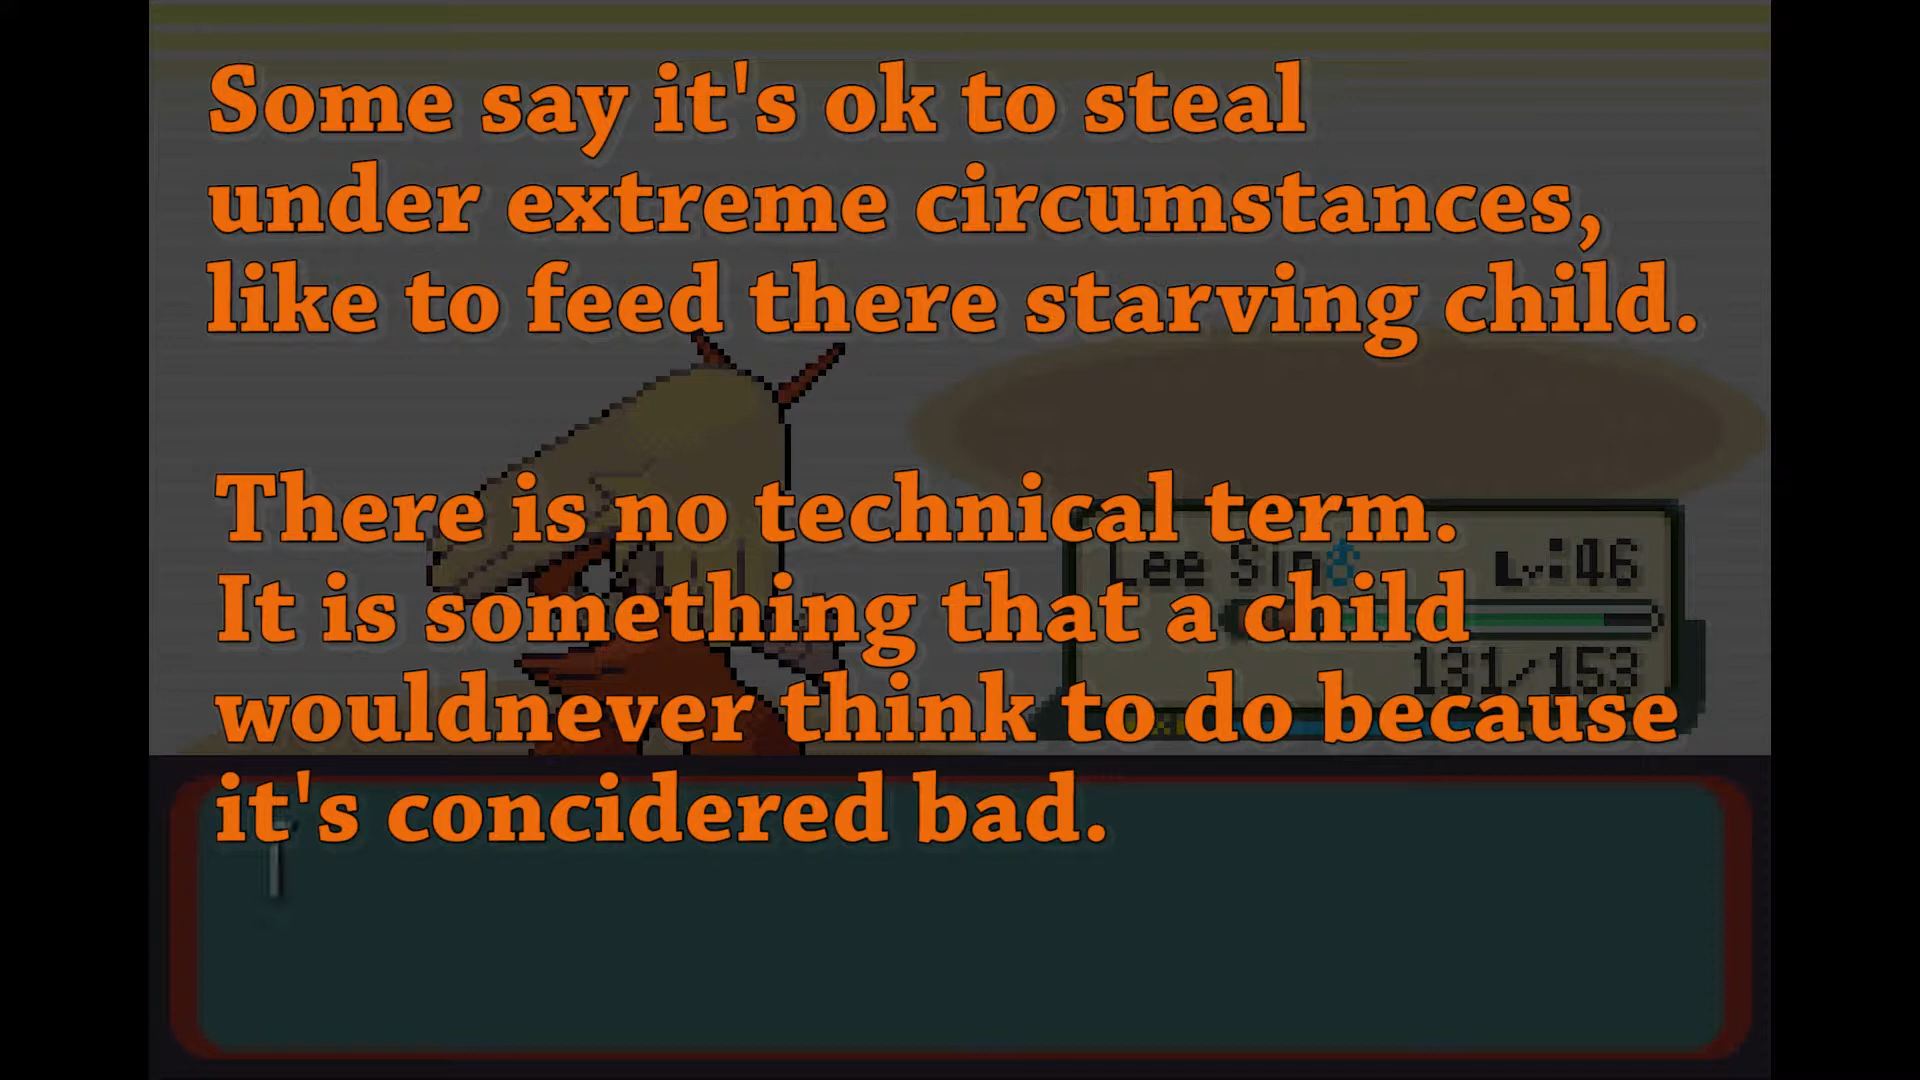 Some say it's ok to steal
under extreme circumstances,
like to feed there starving child.
There is no technical term.
Lee Sin♂ Lv:46
It is something that a child
131/153
wouldnever think to do because
it's concidered bad.